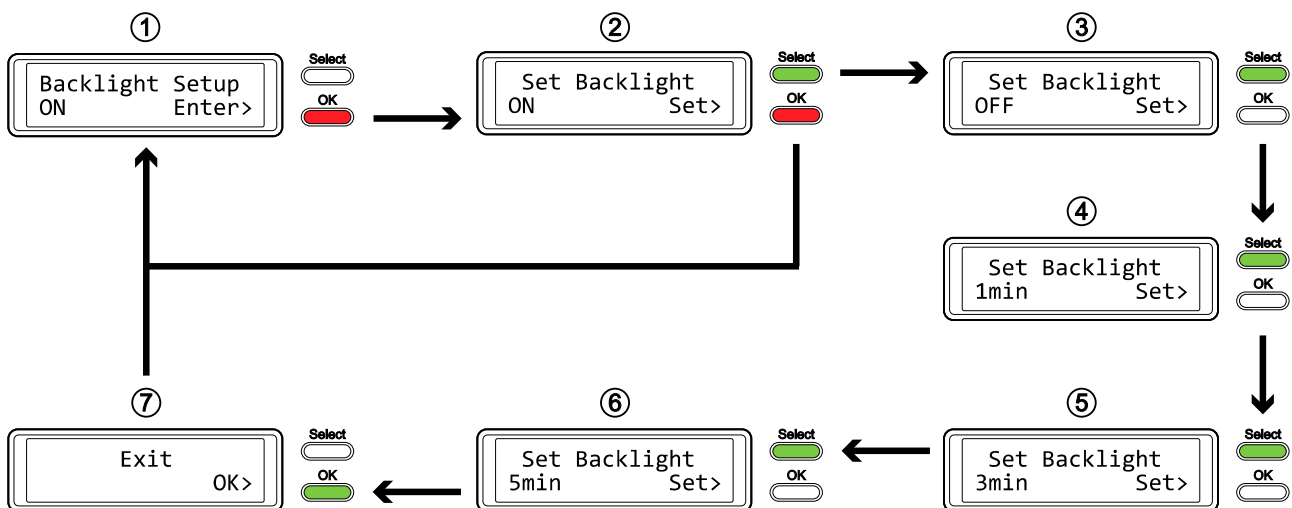 ①
Backlight Setup
ON Enter>
Select
OK
②
Set Backlight
ON Set>
Select
OK
③
Set Backlight
OFF Set>
Select
OK
④
Set Backlight
1min Set>
Select
OK
⑦
Exit
OK>
Select
OK
⑥
Set Backlight
5min Set>
Select
OK
⑤
Set Backlight
3min Set>
Select
OK